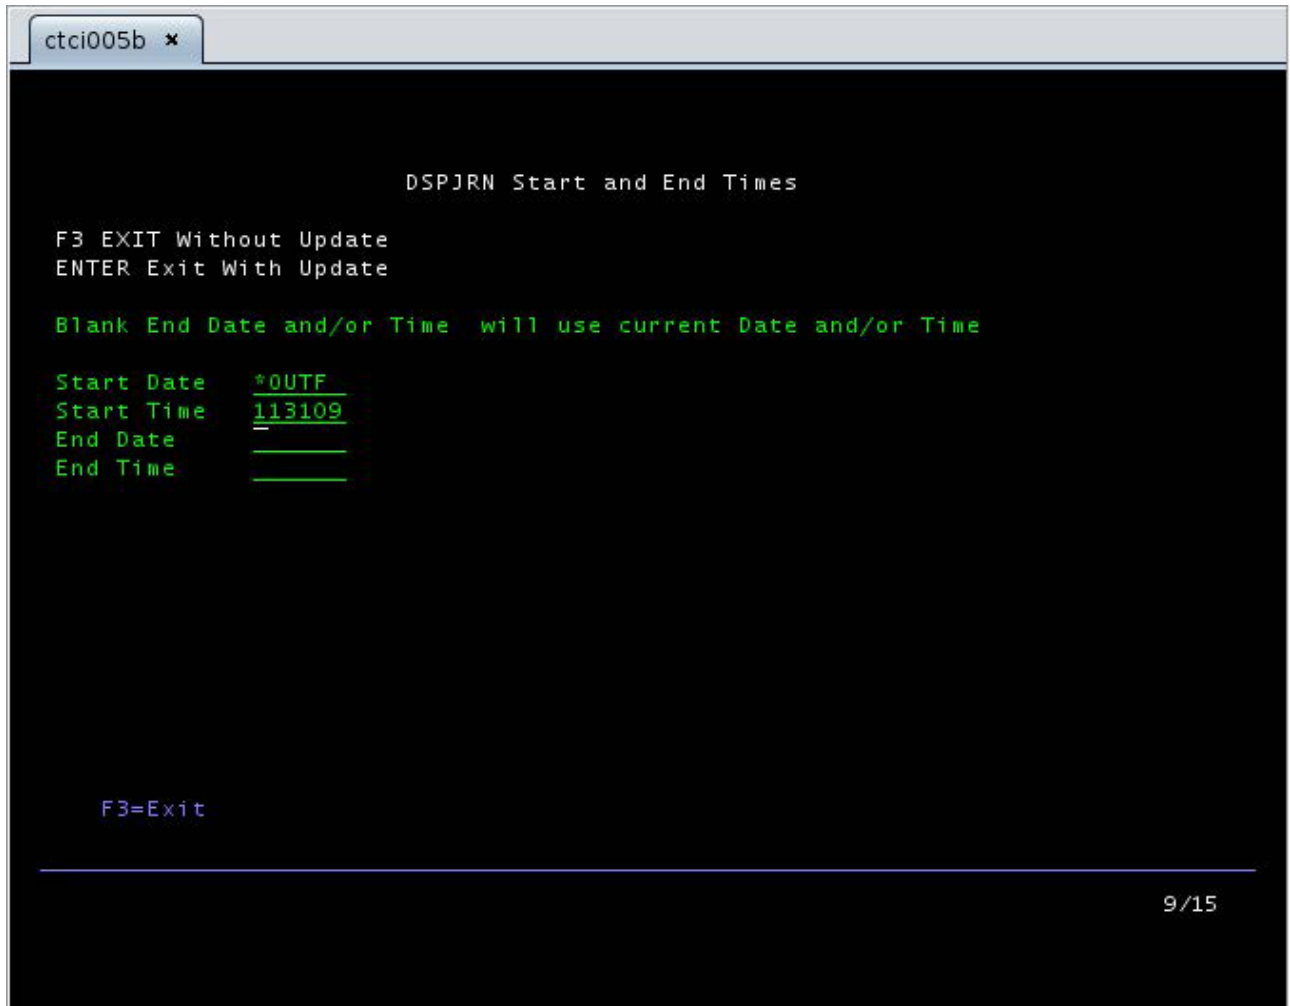 ctci005b ×
DSPJRN Start and End Times
F3 EXIT Without Update
ENTER Exit With Update
Blank End Date and/or Time  will use current Date and/or Time
Start Date *OUTF
Start Time 113109
End Date
End Time
F3=Exit
9/15